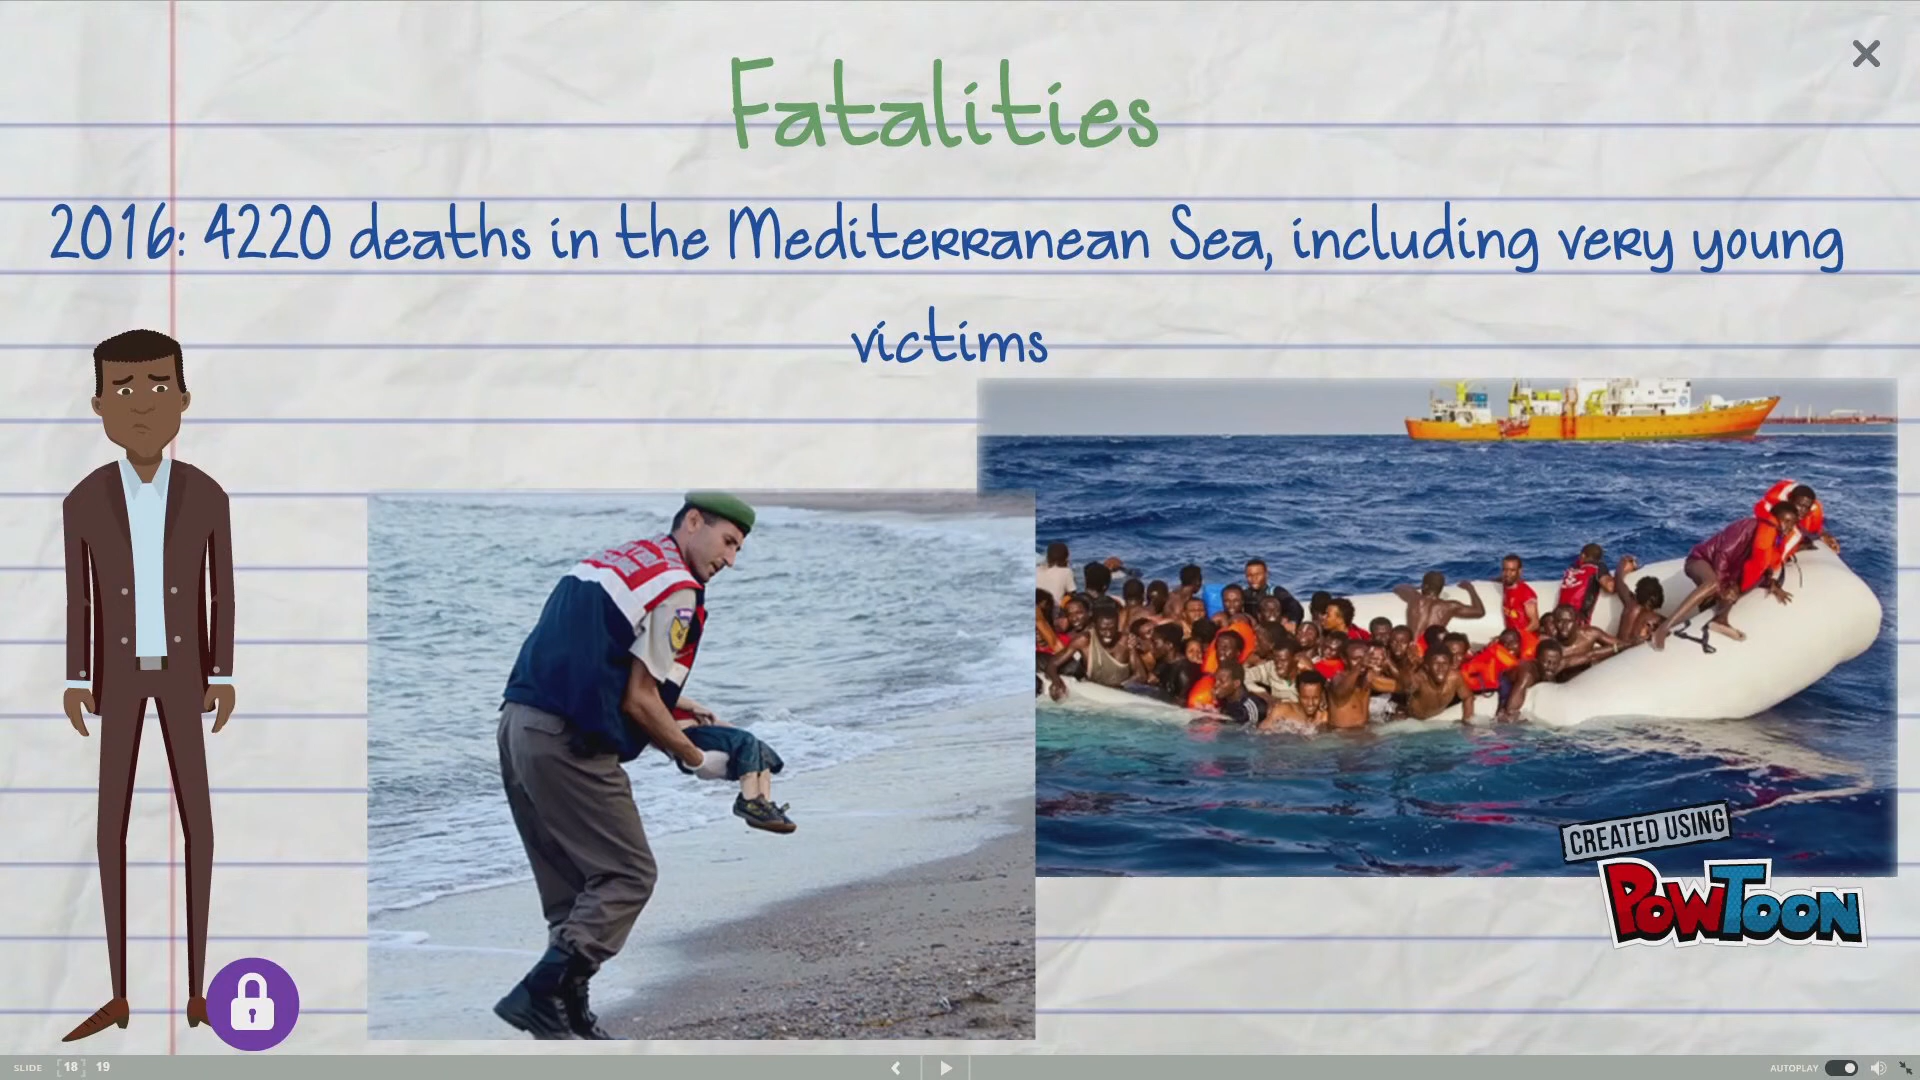 Fatalities
2016: 4220 deaths in the Mediterranean Sea, including very young
victims
CREATED USING
POWTOON
SLIDE [18] 19
AUTOPLAY